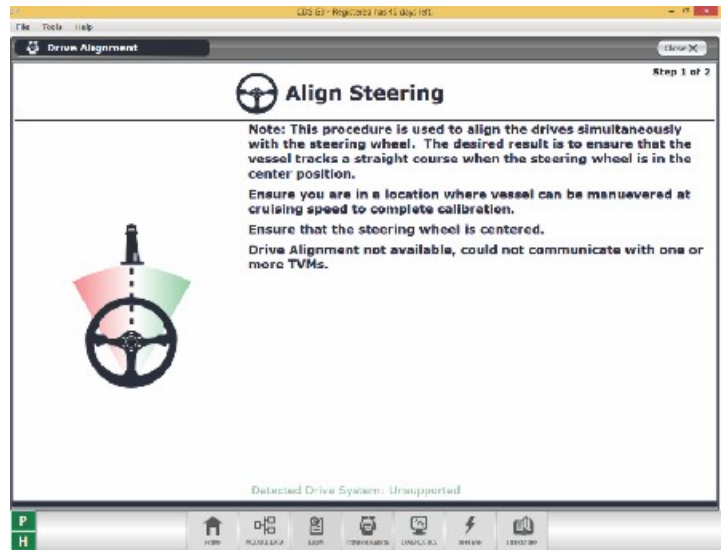 CDS G3 - Registered has 45 days left.
File Tools Help
Drive Alignment
Close X
Step 1 of 2
Align Steering
Note: This procedure is used to align the drives simultaneously
with the steering wheel. The desired result is to ensure that the
vessel tracks a straight course when the steering wheel is in the
center position.
Ensure you are in a location where vessel can be manuevered at
cruising speed to complete calibration.
Ensure that the steering wheel is centered.
Drive Alignment not available, could not communicate with one or
more TVMs.
Detected Drive System: Unsupported
P
H
HOME MODULE DATA